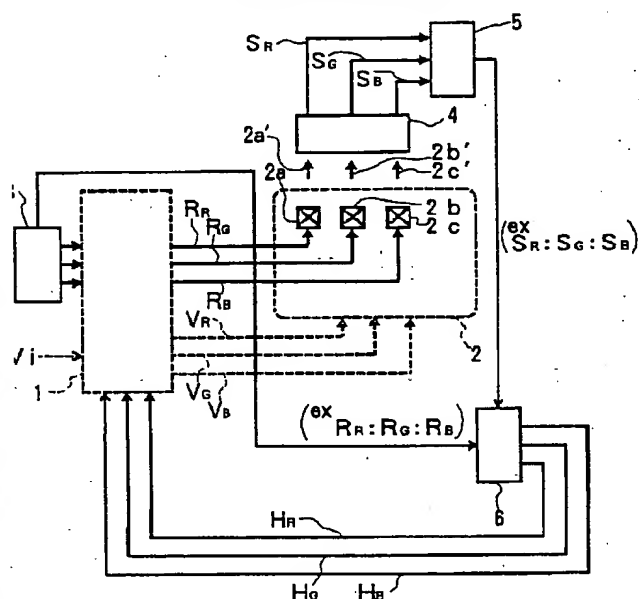 5
SR
SG
SB
4
2a'
2b'
2c'
2a
2b
2c
RR
RG
RB
(ex SR:SG:SB)
VR
VG
VB
2
Vi
1
(ex RR:RG:RB)
6
HR
HG
HB